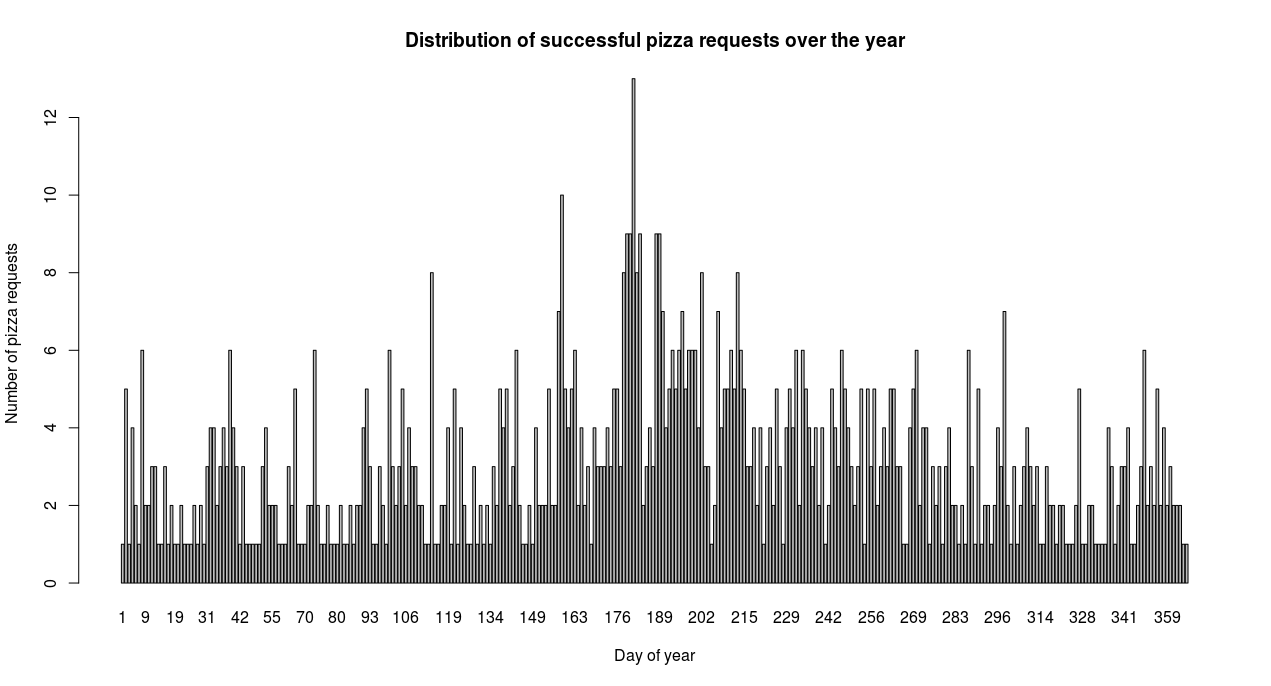 Distribution of successful pizza requests over the year
Number of pizza requests
12
10
8
6
4
2
0
1 9 19 31 42 55 70 80 93 106 119 134 149 163 176 189 202 215 229 242 256 269 283 296 314 328 341 359
Day of year